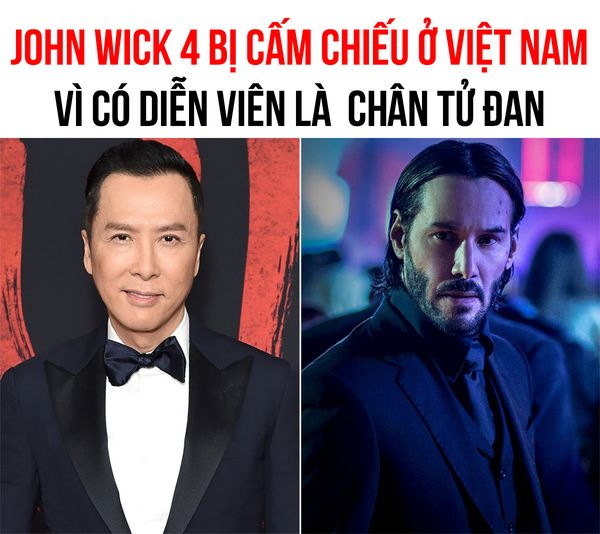 JOHN WICK 4 BỊ CẤM CHIẾU Ở VIỆT NAM
VÌ CÓ DIỄN VIÊN LÀ CHÂN TỬ ĐAN